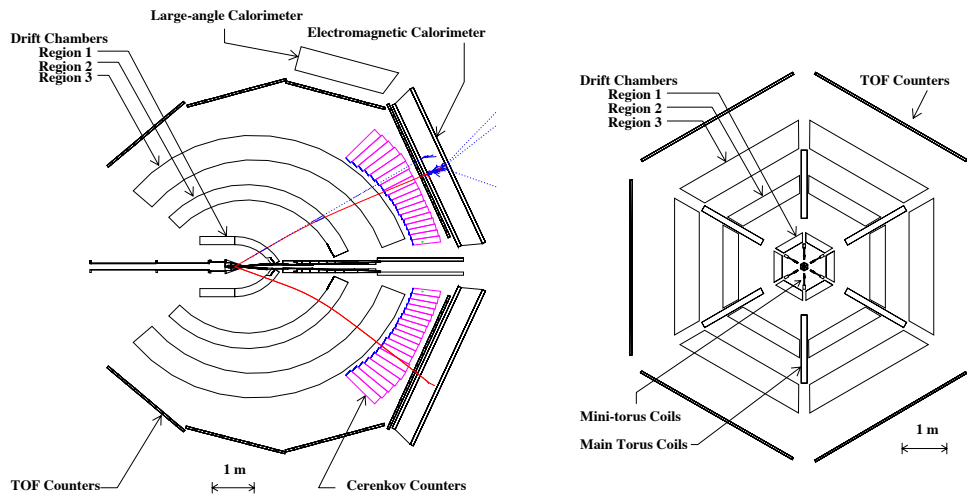 Large-angle Calorimeter
Electromagnetic Calorimeter
Drift Chambers
Region 1
Region 2
Region 3
TOF Counters
1 m
Cerenkov Counters
Drift Chambers
Region 1
Region 2
Region 3
TOF Counters
Mini-torus Coils
Main Torus Coils
1 m